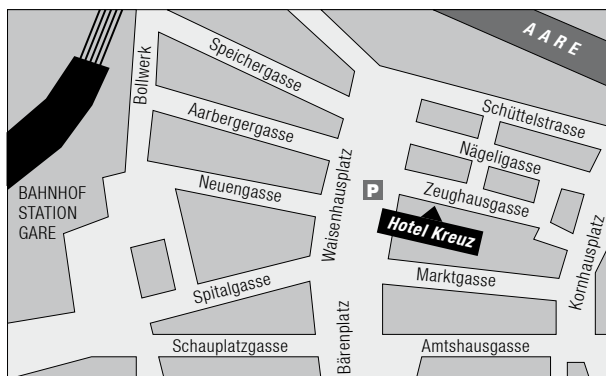 AARE
Speichergasse
Bollwerk
Aarbergergasse
Schüttelstrasse
Nägeligasse
Neuengasse
Waisenhausplatz
P
Zeughausgasse
BAHNHOF
STATION
GARE
Hotel Kreuz
Kornhausplatz
Marktgasse
Spitalgasse
Bärenplatz
Schauplatzgasse
Amtshausgasse